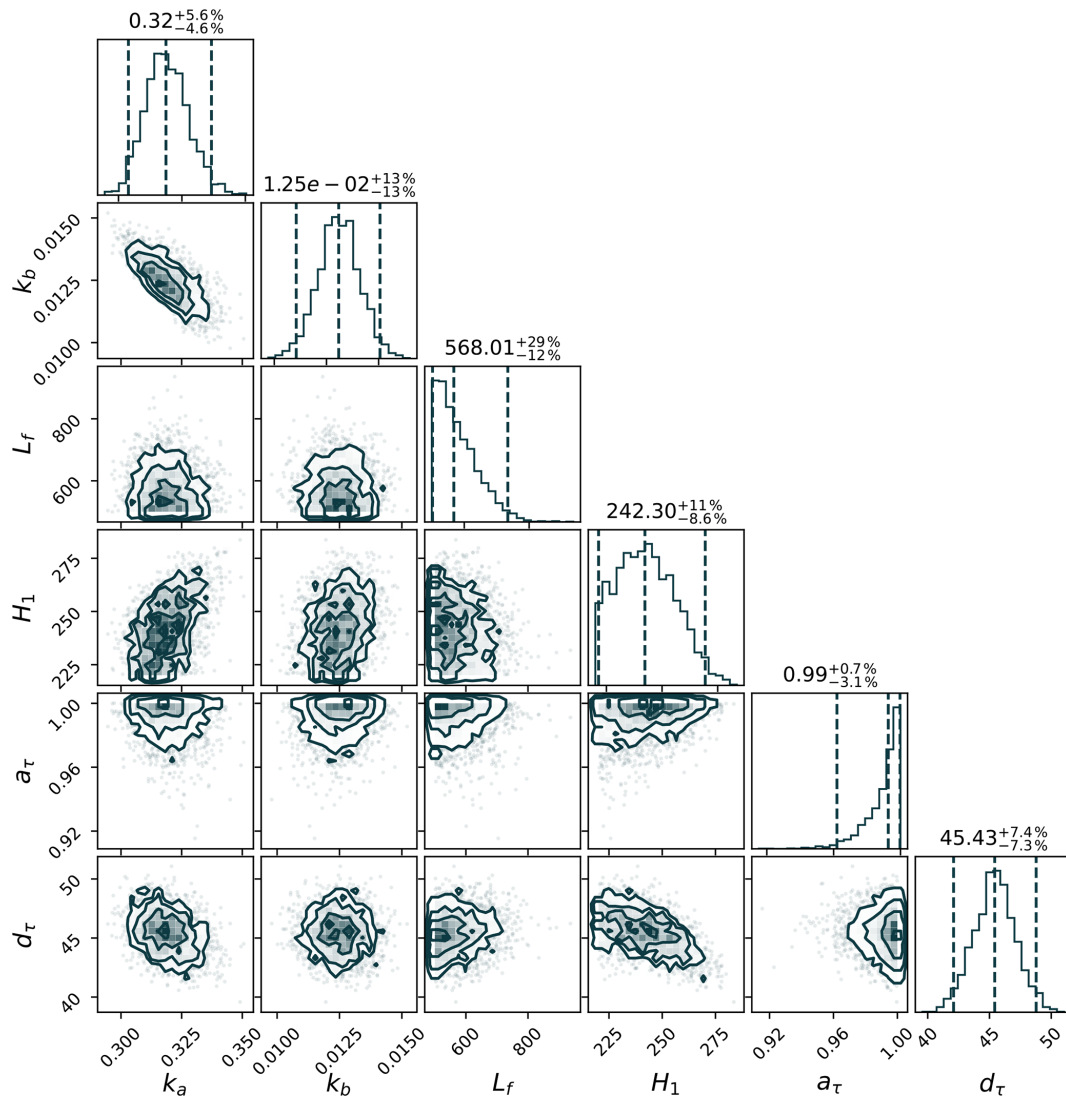 0.32+5.6%−4.6%
1.25e − 02+13%−13%
568.01+29%−12%
242.30+11%−8.6%
0.99+0.7%−3.1%
45.43+7.4%−7.3%
0.0150
0.0125
0.0100
k_b
800
600
L_f
275
250
225
H_1
1.00
0.96
0.92
a_τ
50
45
40
d_τ
0.300 0.325 0.350
0.0100 0.0125 0.0150
600 800
225 250 275
0.92 0.96 1.00
40 45 50
k_a k_b L_f H_1 a_τ d_τ